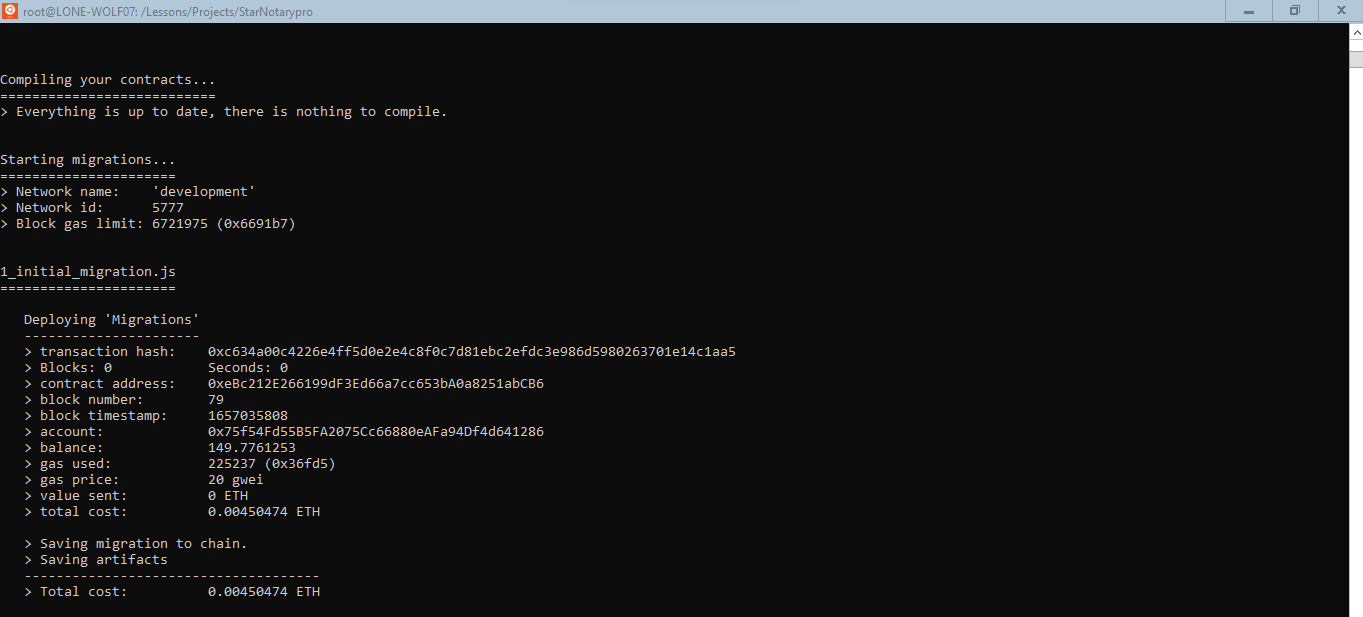 root@LONE-WOLF07: /Lessons/Projects/StarNotarypro
Compiling your contracts...
===========================
> Everything is up to date, there is nothing to compile.
Starting migrations...
======================
> Network name:    'development'
> Network id:      5777
> Block gas limit: 6721975 (0x6691b7)
1_initial_migration.js
======================
   Deploying 'Migrations'
   ----------------------
   > transaction hash:    0xc634a00c4226e4ff5d0e2e4c8f0c7d81ebc2efdc3e986d5980263701e14c1aa5
   > Blocks: 0            Seconds: 0
   > contract address:    0xeBc212E266199dF3Ed66a7cc653bA0a8251abCB6
   > block number:        79
   > block timestamp:     1657035808
   > account:             0x75f54Fd55B5FA2075Cc66880eAFa94Df4d641286
   > balance:             149.7761253
   > gas used:            225237 (0x36fd5)
   > gas price:           20 gwei
   > value sent:          0 ETH
   > total cost:          0.00450474 ETH
   > Saving migration to chain.
   > Saving artifacts
   -------------------------------------
   > Total cost:          0.00450474 ETH